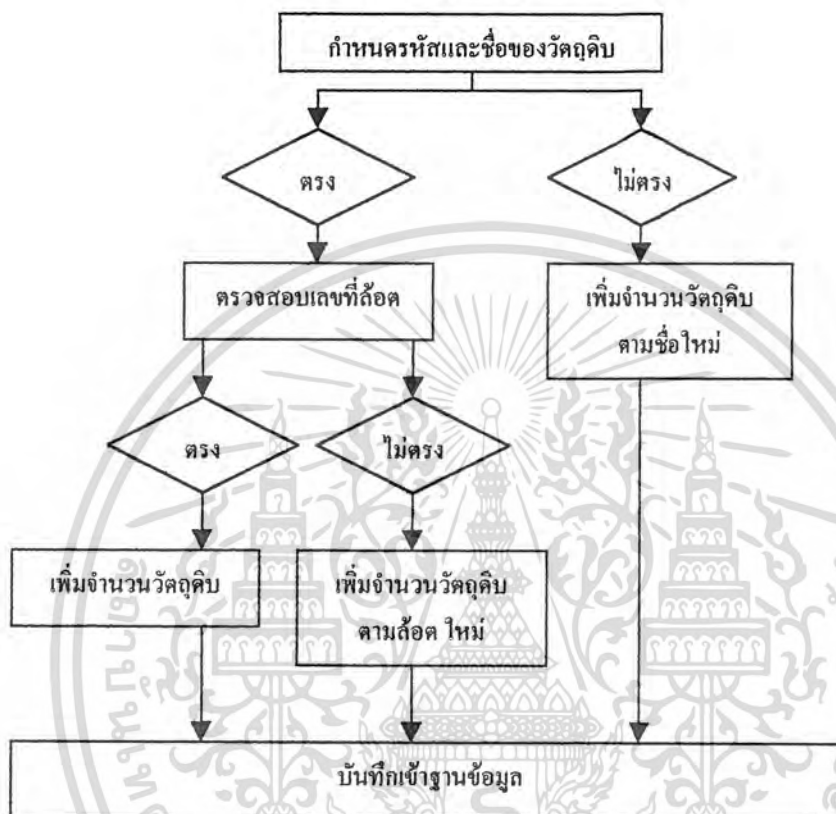 กำหนดรหัสและชื่อของวัตถุดิบ
ตรง
ไม่ตรง
ตรวจสอบเลขที่ล้อต
เพิ่มจำนวนวัตถุดิบ
ตามชื่อใหม่
ตรง
ไม่ตรง
เพิ่มจำนวนวัตถุดิบ
เพิ่มจำนวนวัตถุดิบ
ตามล้อต ใหม่
บันทึกเข้าฐานข้อมูล